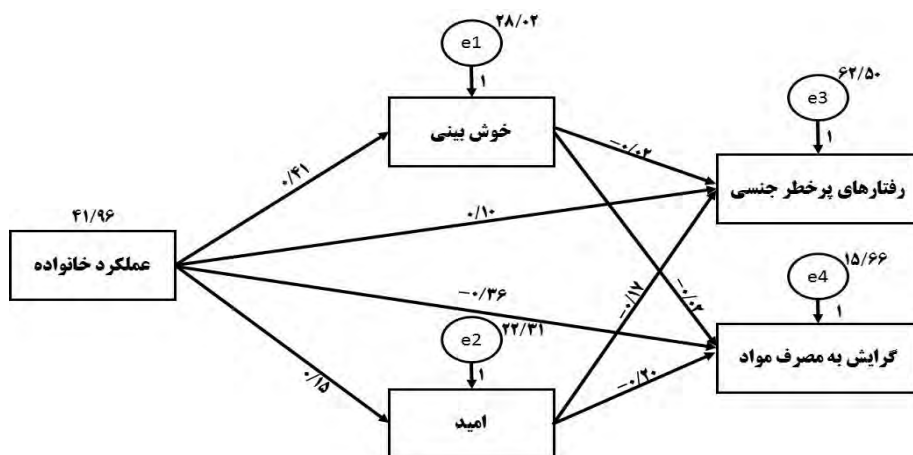 ۲۸/۰۲
e1
۱
خوش بینی
۶۲/۵۰
e3
۱
رفتارهای پرخطر جنسی
−۰/۰۲
۰/۴۱
۰/۱۰
۴۱/۹۶
عملکرد خانواده
−۰/۳۶
−۰/۱۷
−۰/۰۲
۱۵/۶۶
e4
۱
گرایش به مصرف مواد
۲۲/۳۱
e2
۱
امید
۰/۱۵
−۰/۲۰